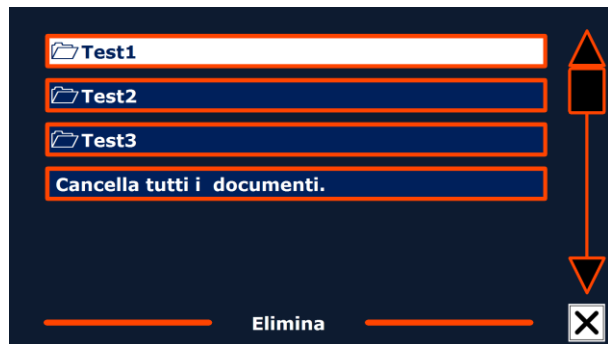 Test1
Test2
Test3
Cancella tutti i  documenti.
Elimina